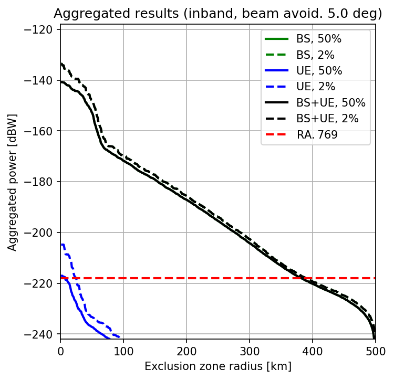 Aggregated results (inband, beam avoid. 5.0 deg)
−120
−140
−160
−180
−200
−220
−240
Aggregated power [dBW]
BS, 50%
BS, 2%
UE, 50%
UE, 2%
BS+UE, 50%
BS+UE, 2%
RA. 769
0 100 200 300 400 500
Exclusion zone radius [km]